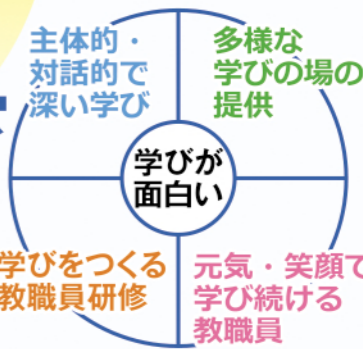 主体的・
対話的で
深い学び
多様な
学びの場の
提供
学びが
面白い
学びをつくる
教職員研修
元気・笑顔で
学び続ける
教職員